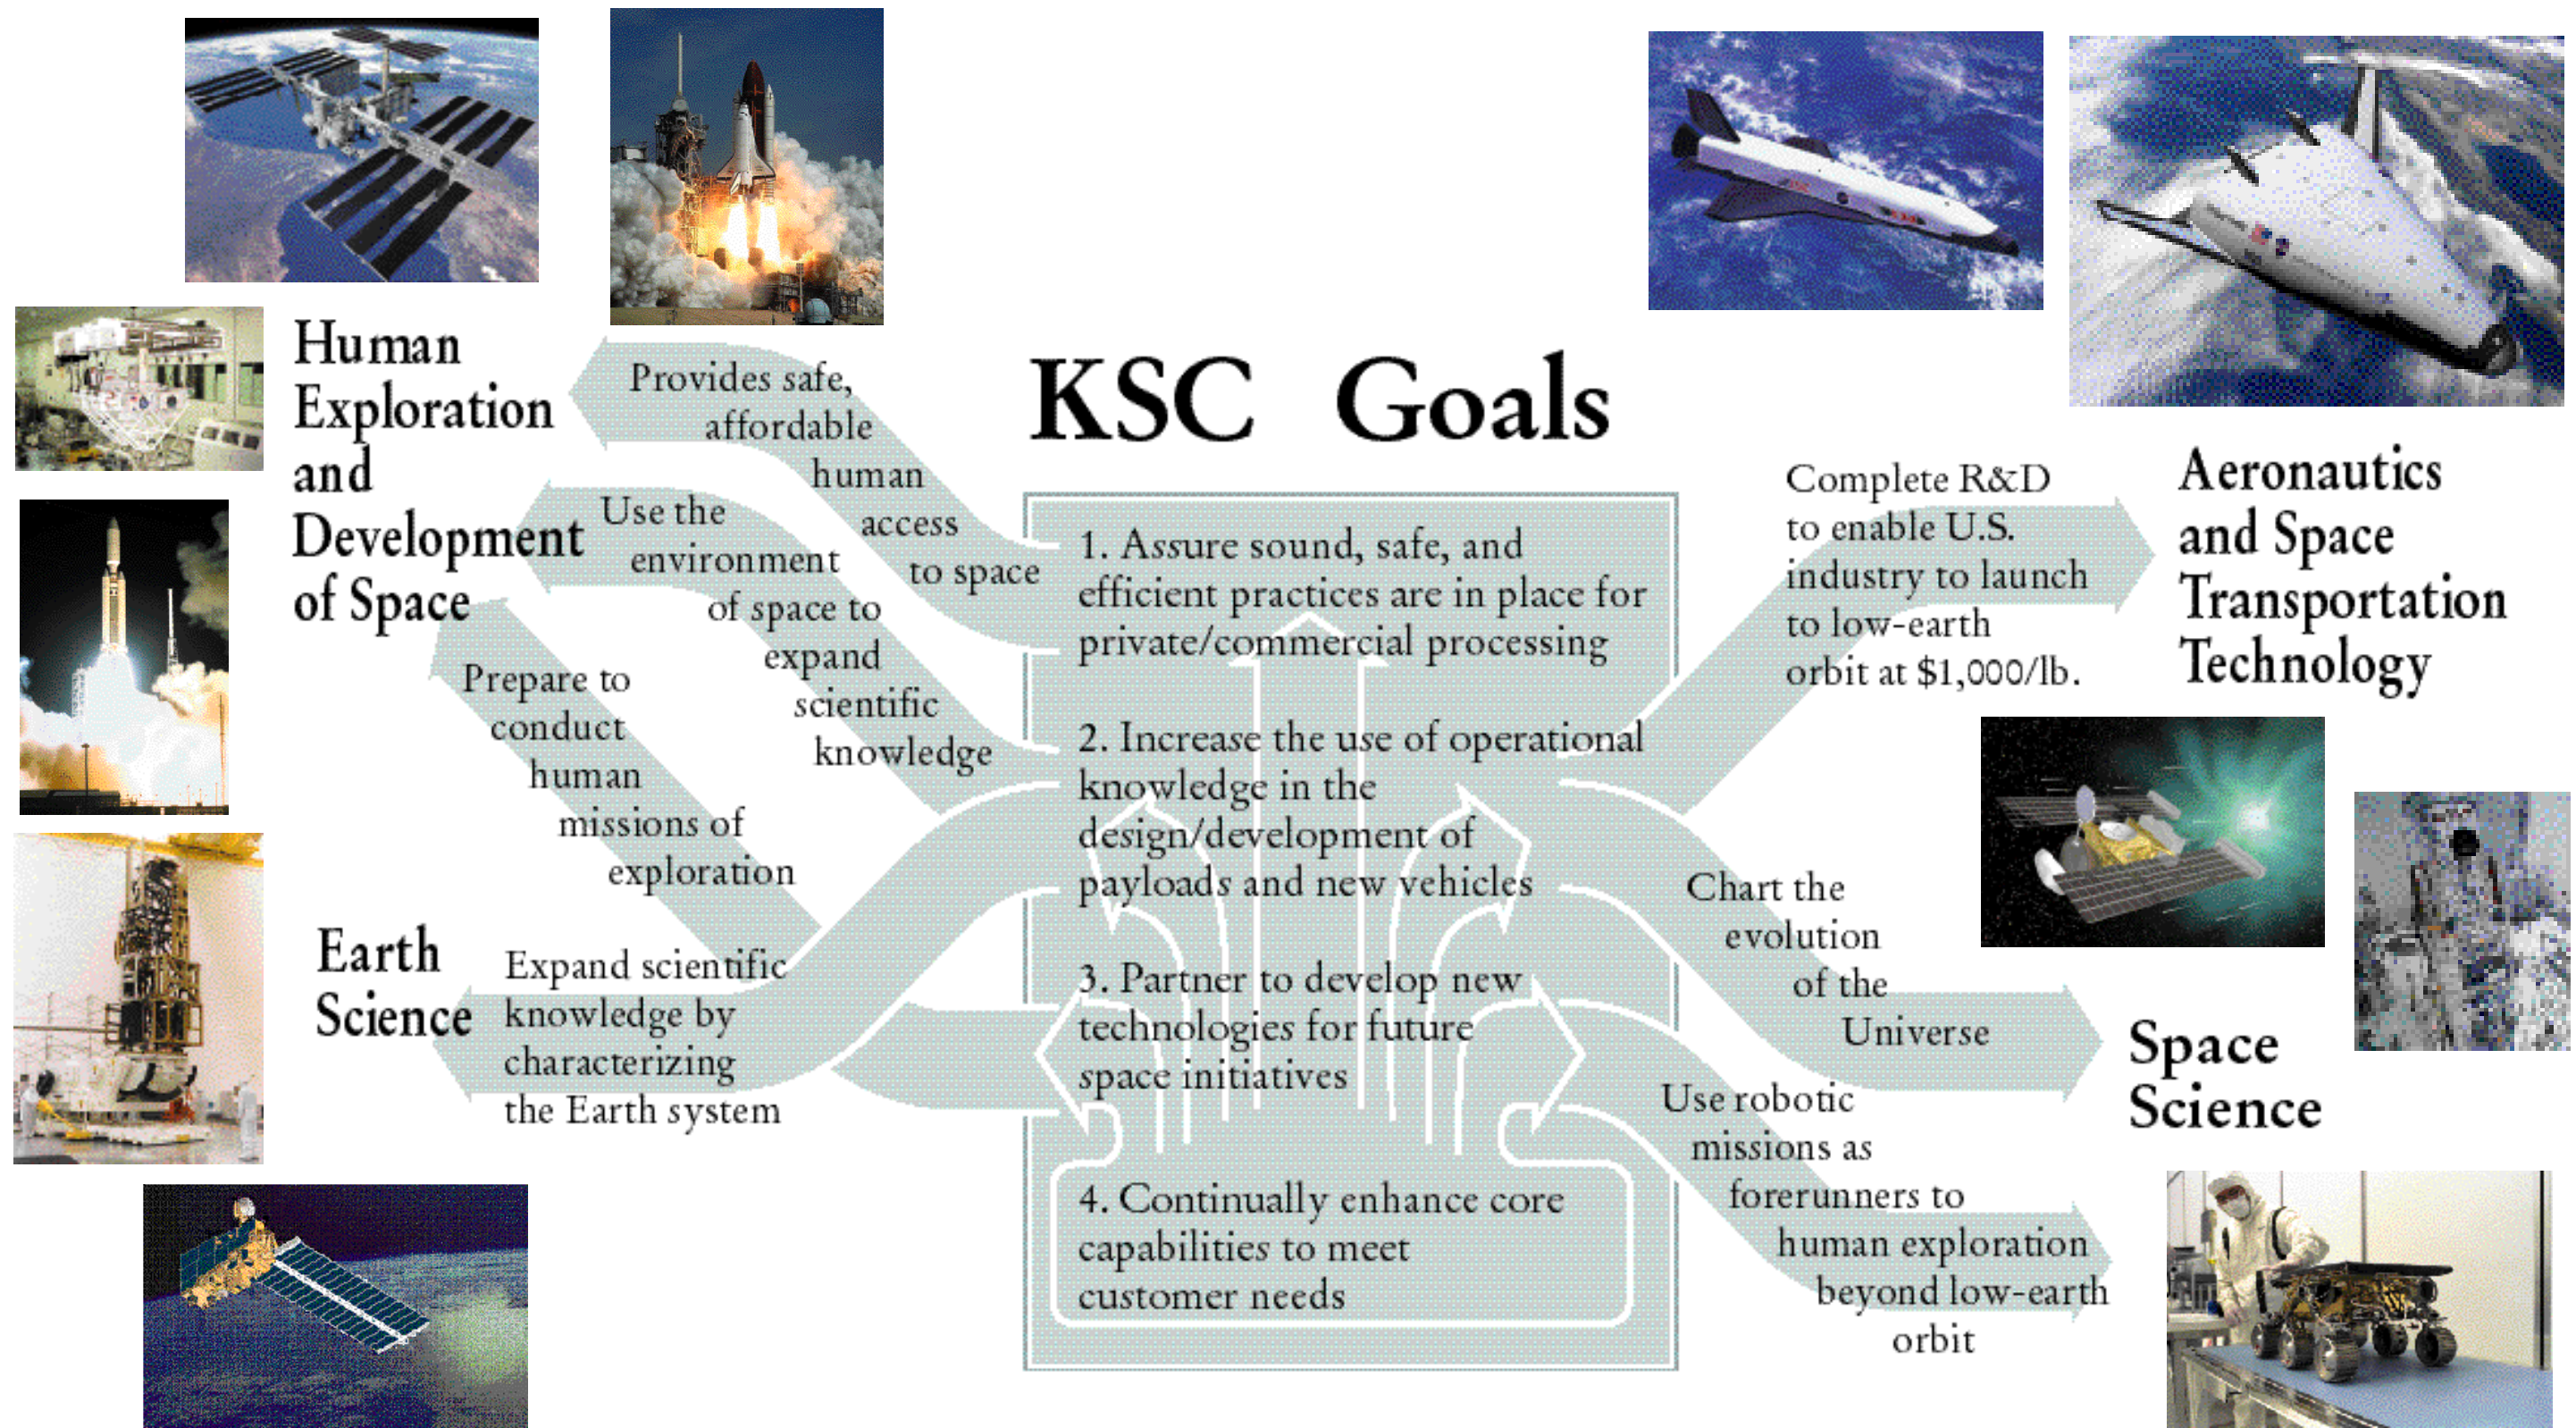 KSC Goals
Human
Exploration
and
Development
of Space
Provides safe,
affordable
human
access
to space
Use the
environment
of space to
expand
scientific
knowledge
Prepare to
conduct
human
missions of
exploration
Earth
Science
Expand scientific
knowledge by
characterizing
the Earth system
1. Assure sound, safe, and
efficient practices are in place for
private/commercial processing
2. Increase the use of operational
knowledge in the
design/development of
payloads and new vehicles
3. Partner to develop new
technologies for future
space initiatives
4. Continually enhance core
capabilities to meet
customer needs
Complete R&D
to enable U.S.
industry to launch
to low-earth
orbit at $1,000/lb.
Aeronautics
and Space
Transportation
Technology
Chart the
evolution
of the
Universe
Space
Science
Use robotic
missions as
forerunners to
human exploration
beyond low-earth
orbit